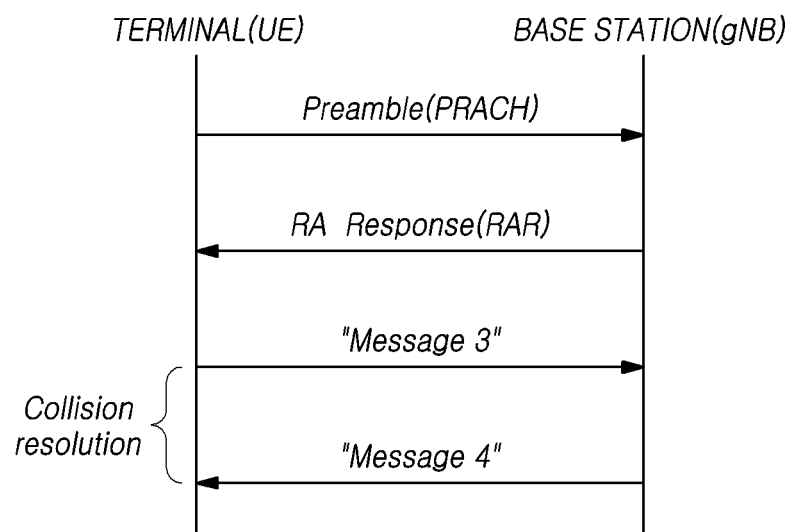 TERMINAL(UE)
BASE STATION(gNB)
Preamble(PRACH)
RA Response(RAR)
"Message 3"
Collision
resolution
"Message 4"